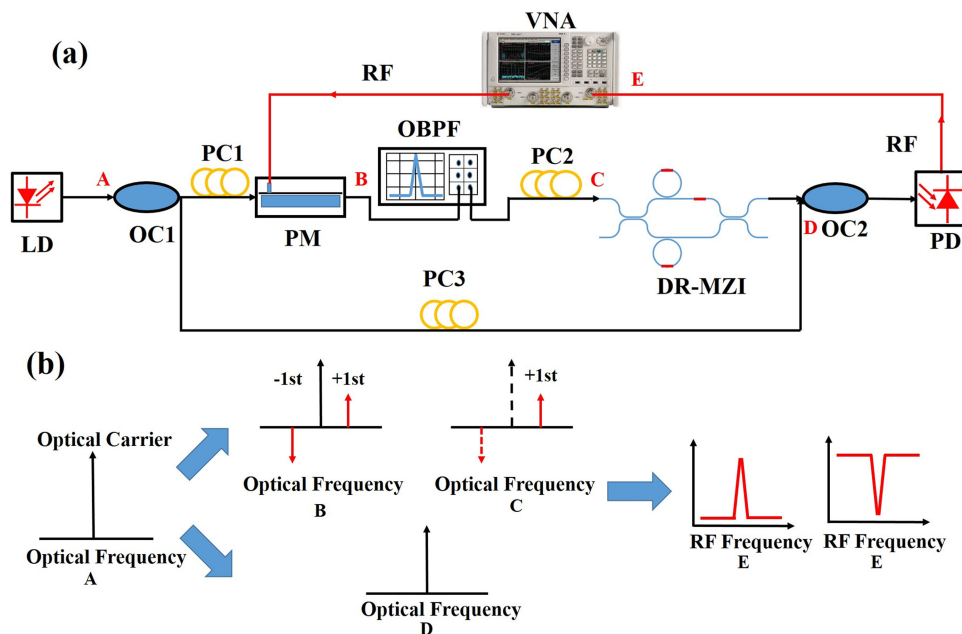 VNA
(a)
RF
E
OBPF
PC1
PC2
RF
A
B
C
D
LD
OC1
PM
DR-MZI
OC2
PD
PC3
(b)
-1st
+1st
+1st
Optical Carrier
Optical Frequency
B
Optical Frequency
C
Optical Frequency
A
RF Frequency
E
RF Frequency
E
Optical Frequency
D